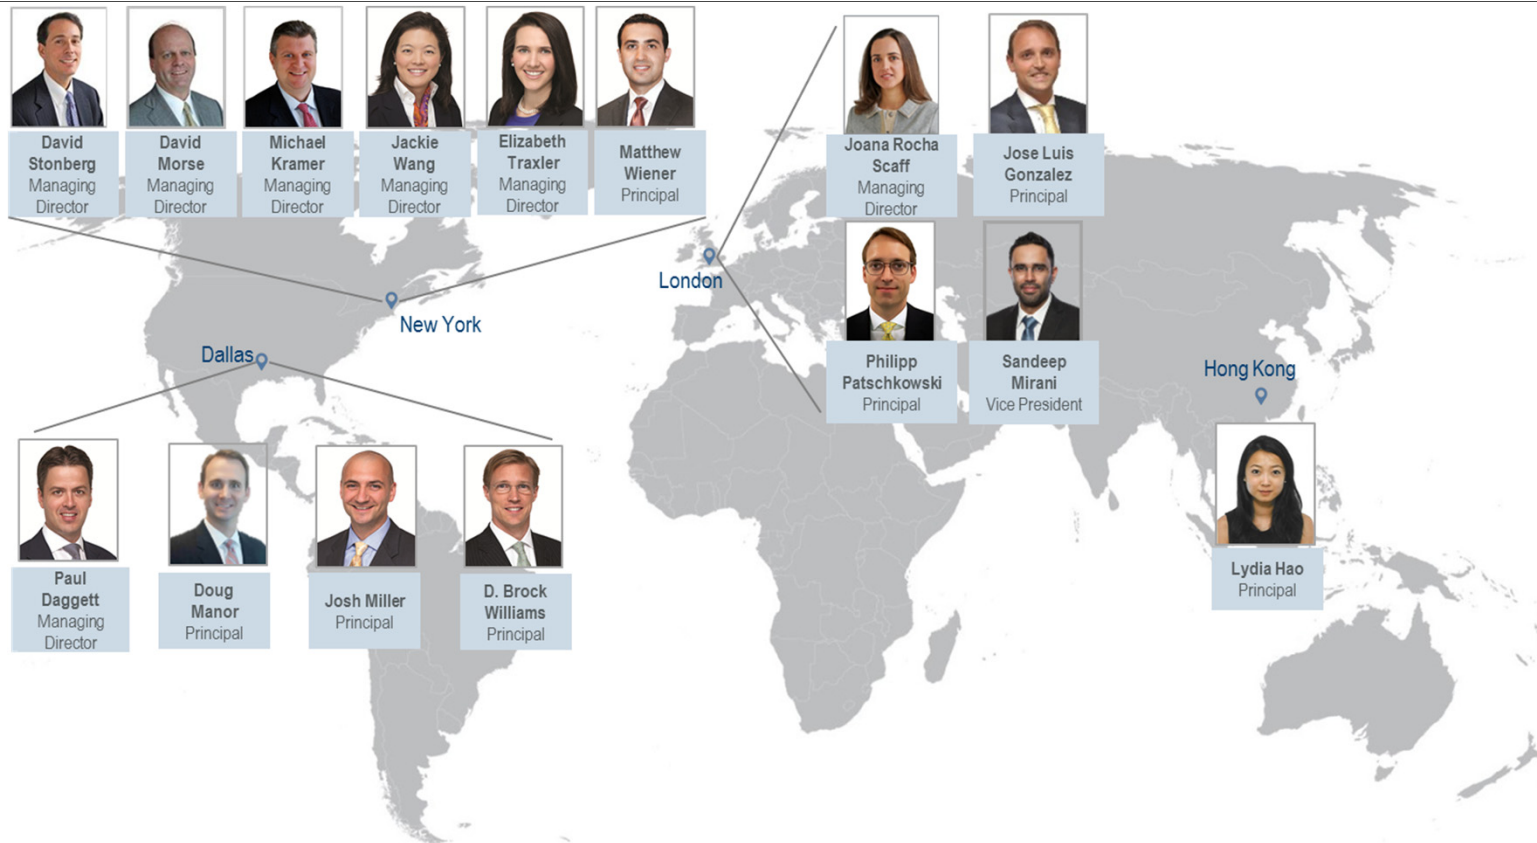 David
Stonberg
Managing
Director
David
Morse
Managing
Director
Michael
Kramer
Managing
Director
Jackie
Wang
Managing
Director
Elizabeth
Traxler
Managing
Director
Matthew
Wiener
Principal
Joana Rocha
Scaff
Managing
Director
Jose Luis
Gonzalez
Principal
London
New York
Dallas
Philipp
Patschkowski
Principal
Sandeep
Mirani
Vice President
Hong Kong
Paul
Daggett
Managing
Director
Doug
Manor
Principal
Josh Miller
Principal
D. Brock
Williams
Principal
Lydia Hao
Principal